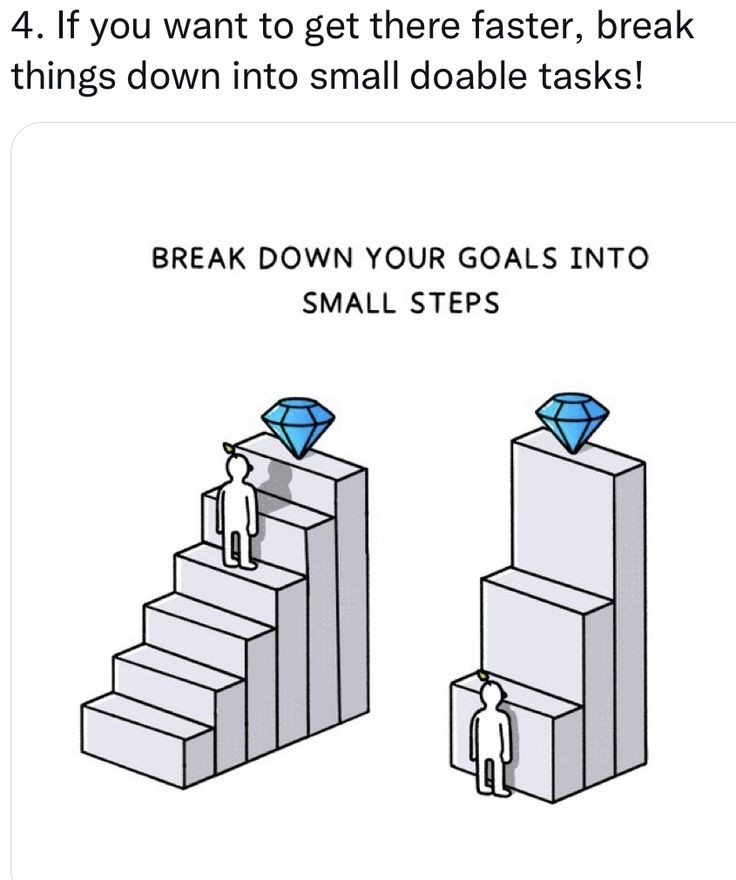 4. If you want to get there faster, break
things down into small doable tasks!
BREAK DOWN YOUR GOALS INTO
SMALL STEPS